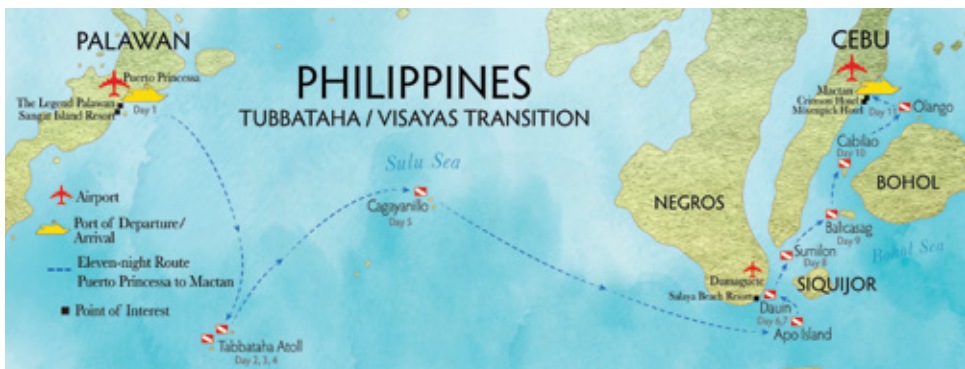 PALAWAN
Puerto Princessa
The Legend Palawan
Sangat Island Resort
Day 1
PHILIPPINES
TUBBATAHA / VISAYAS TRANSITION
CEBU
Mactan
Crimson Hotel
Mövenpick Hotel
Day 11
Olango
Cabilao
Day 10
BOHOL
Sulu Sea
Cagayanillo
Day 5
NEGROS
Balicasag
Day 9
Bohol Sea
Sumilon
Day 8
SIQUIJOR
Dumaguete
Salaya Beach Resort
Dauin
Day 6,7
Apo Island
Airport
Port of Departure/
Arrival
Eleven-night Route
Puerto Princessa to Mactan
Point of Interest
Tabbataha Atoll
Day 2, 3, 4